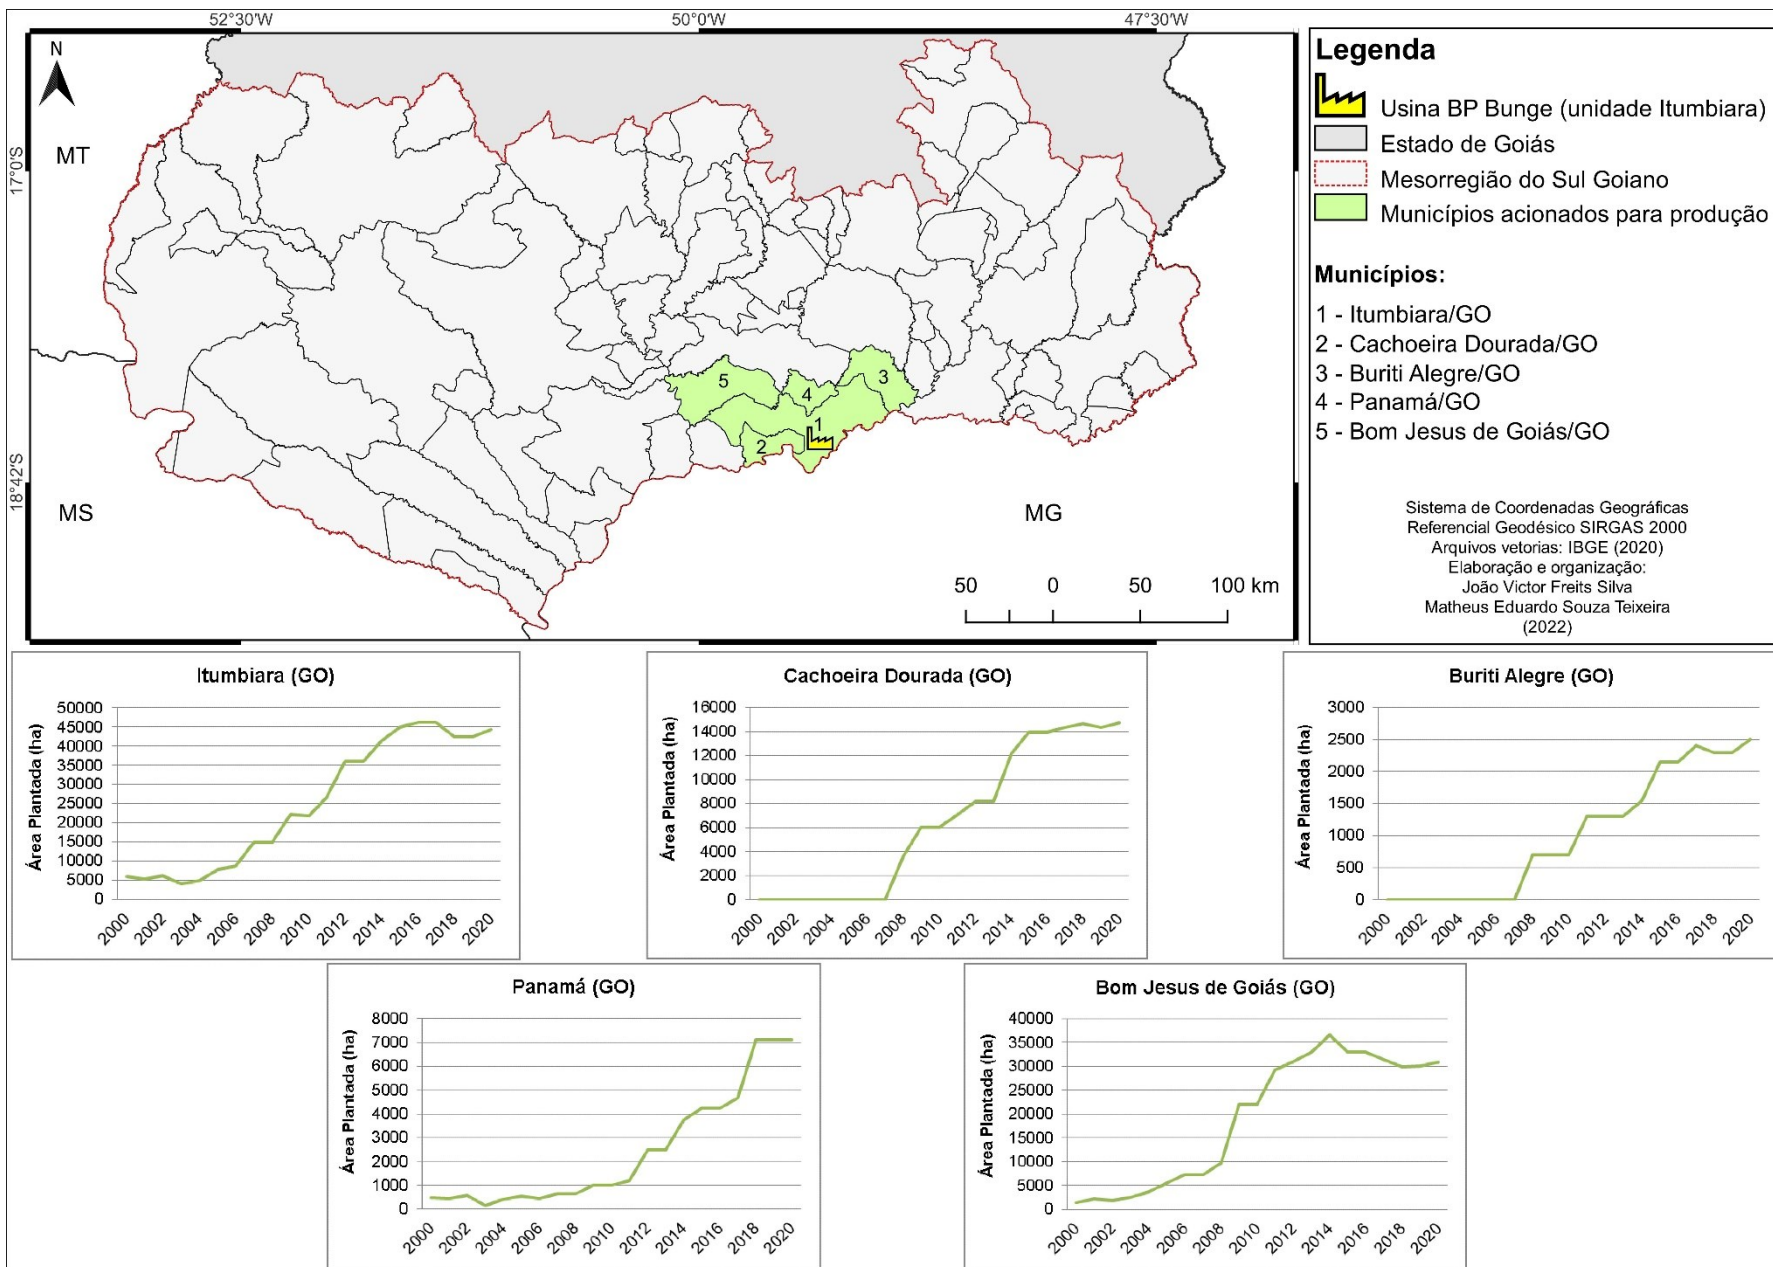 52°30'W
50°0'W
47°30'W
17°0'S
18°42'S
N
MT
MS
MG
5
4
3
1
2
50 0 50 100 km
Legenda
Usina BP Bunge (unidade Itumbiara)
Estado de Goiás
Mesorregião do Sul Goiano
Municípios acionados para produção
Municípios:
1 - Itumbiara/GO
2 - Cachoeira Dourada/GO
3 - Buriti Alegre/GO
4 - Panamá/GO
5 - Bom Jesus de Goiás/GO
Sistema de Coordenadas Geográficas
Referencial Geodésico SIRGAS 2000
Arquivos vetorias: IBGE (2020)
Elaboração e organização:
João Victor Freits Silva
Matheus Eduardo Souza Teixeira
(2022)
Itumbiara (GO)
Área Plantada (ha)
50000
45000
40000
35000
30000
25000
20000
15000
10000
5000
0
2000 2002 2004 2006 2008 2010 2012 2014 2016 2018 2020
Cachoeira Dourada (GO)
Área Plantada (ha)
16000
14000
12000
10000
8000
6000
4000
2000
0
2000 2002 2004 2006 2008 2010 2012 2014 2016 2018 2020
Buriti Alegre (GO)
Área Plantada (ha)
3000
2500
2000
1500
1000
500
0
2000 2002 2004 2006 2008 2010 2012 2014 2016 2018 2020
Panamá (GO)
Área Plantada (ha)
8000
7000
6000
5000
4000
3000
2000
1000
0
2000 2002 2004 2006 2008 2010 2012 2014 2016 2018 2020
Bom Jesus de Goiás (GO)
Área Plantada (ha)
40000
35000
30000
25000
20000
15000
10000
5000
0
2000 2002 2004 2006 2008 2010 2012 2014 2016 2018 2020